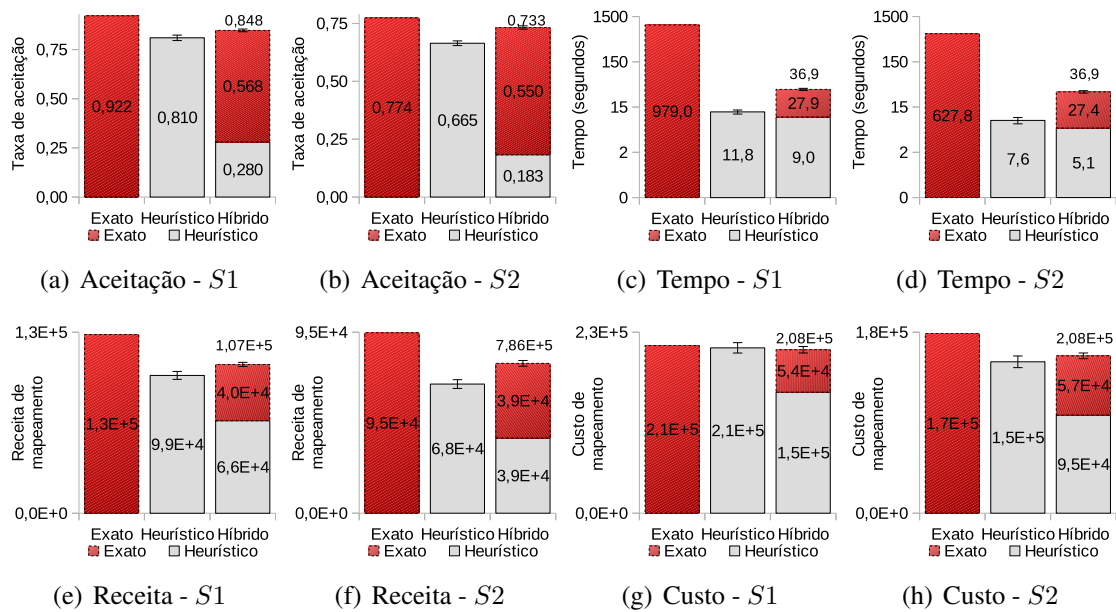 Taxa de aceitação
0,75
0,50
0,25
0,00
0,922
0,810
0,848
0,568
0,280
Exato Heurístico Híbrido
Exato Heurístico
(a) Aceitação - S1
Taxa de aceitação
0,75
0,50
0,25
0,00
0,774
0,665
0,733
0,550
0,183
Exato Heurístico Híbrido
Exato Heurístico
(b) Aceitação - S2
Tempo (segundos)
1500
150
15
2
0
979,0
11,8
36,9
27,9
9,0
Exato Heurístico Híbrido
Exato Heurístico
(c) Tempo - S1
Tempo (segundos)
1500
150
15
2
0
627,8
7,6
36,9
27,4
5,1
Exato Heurístico Híbrido
Exato Heurístico
(d) Tempo - S2
Receita de
mapeamento
1,3E+5
0,0E+0
1,3E+5
9,9E+4
1,07E+5
4,0E+4
6,6E+4
Exato Heurístico Híbrido
Exato Heurístico
(e) Receita - S1
Receita de
mapeamento
9,5E+4
0,0E+0
9,5E+4
6,8E+4
7,86E+5
3,9E+4
3,9E+4
Exato Heurístico Híbrido
Exato Heurístico
(f) Receita - S2
Custo de
mapeamento
2,3E+5
0,0E+0
2,1E+5
2,1E+5
2,08E+5
5,4E+4
1,5E+5
Exato Heurístico Híbrido
Exato Heurístico
(g) Custo - S1
Custo de
mapeamento
1,8E+5
0,0E+0
1,7E+5
1,5E+5
2,08E+5
5,7E+4
9,5E+4
Exato Heurístico Híbrido
Exato Heurístico
(h) Custo - S2